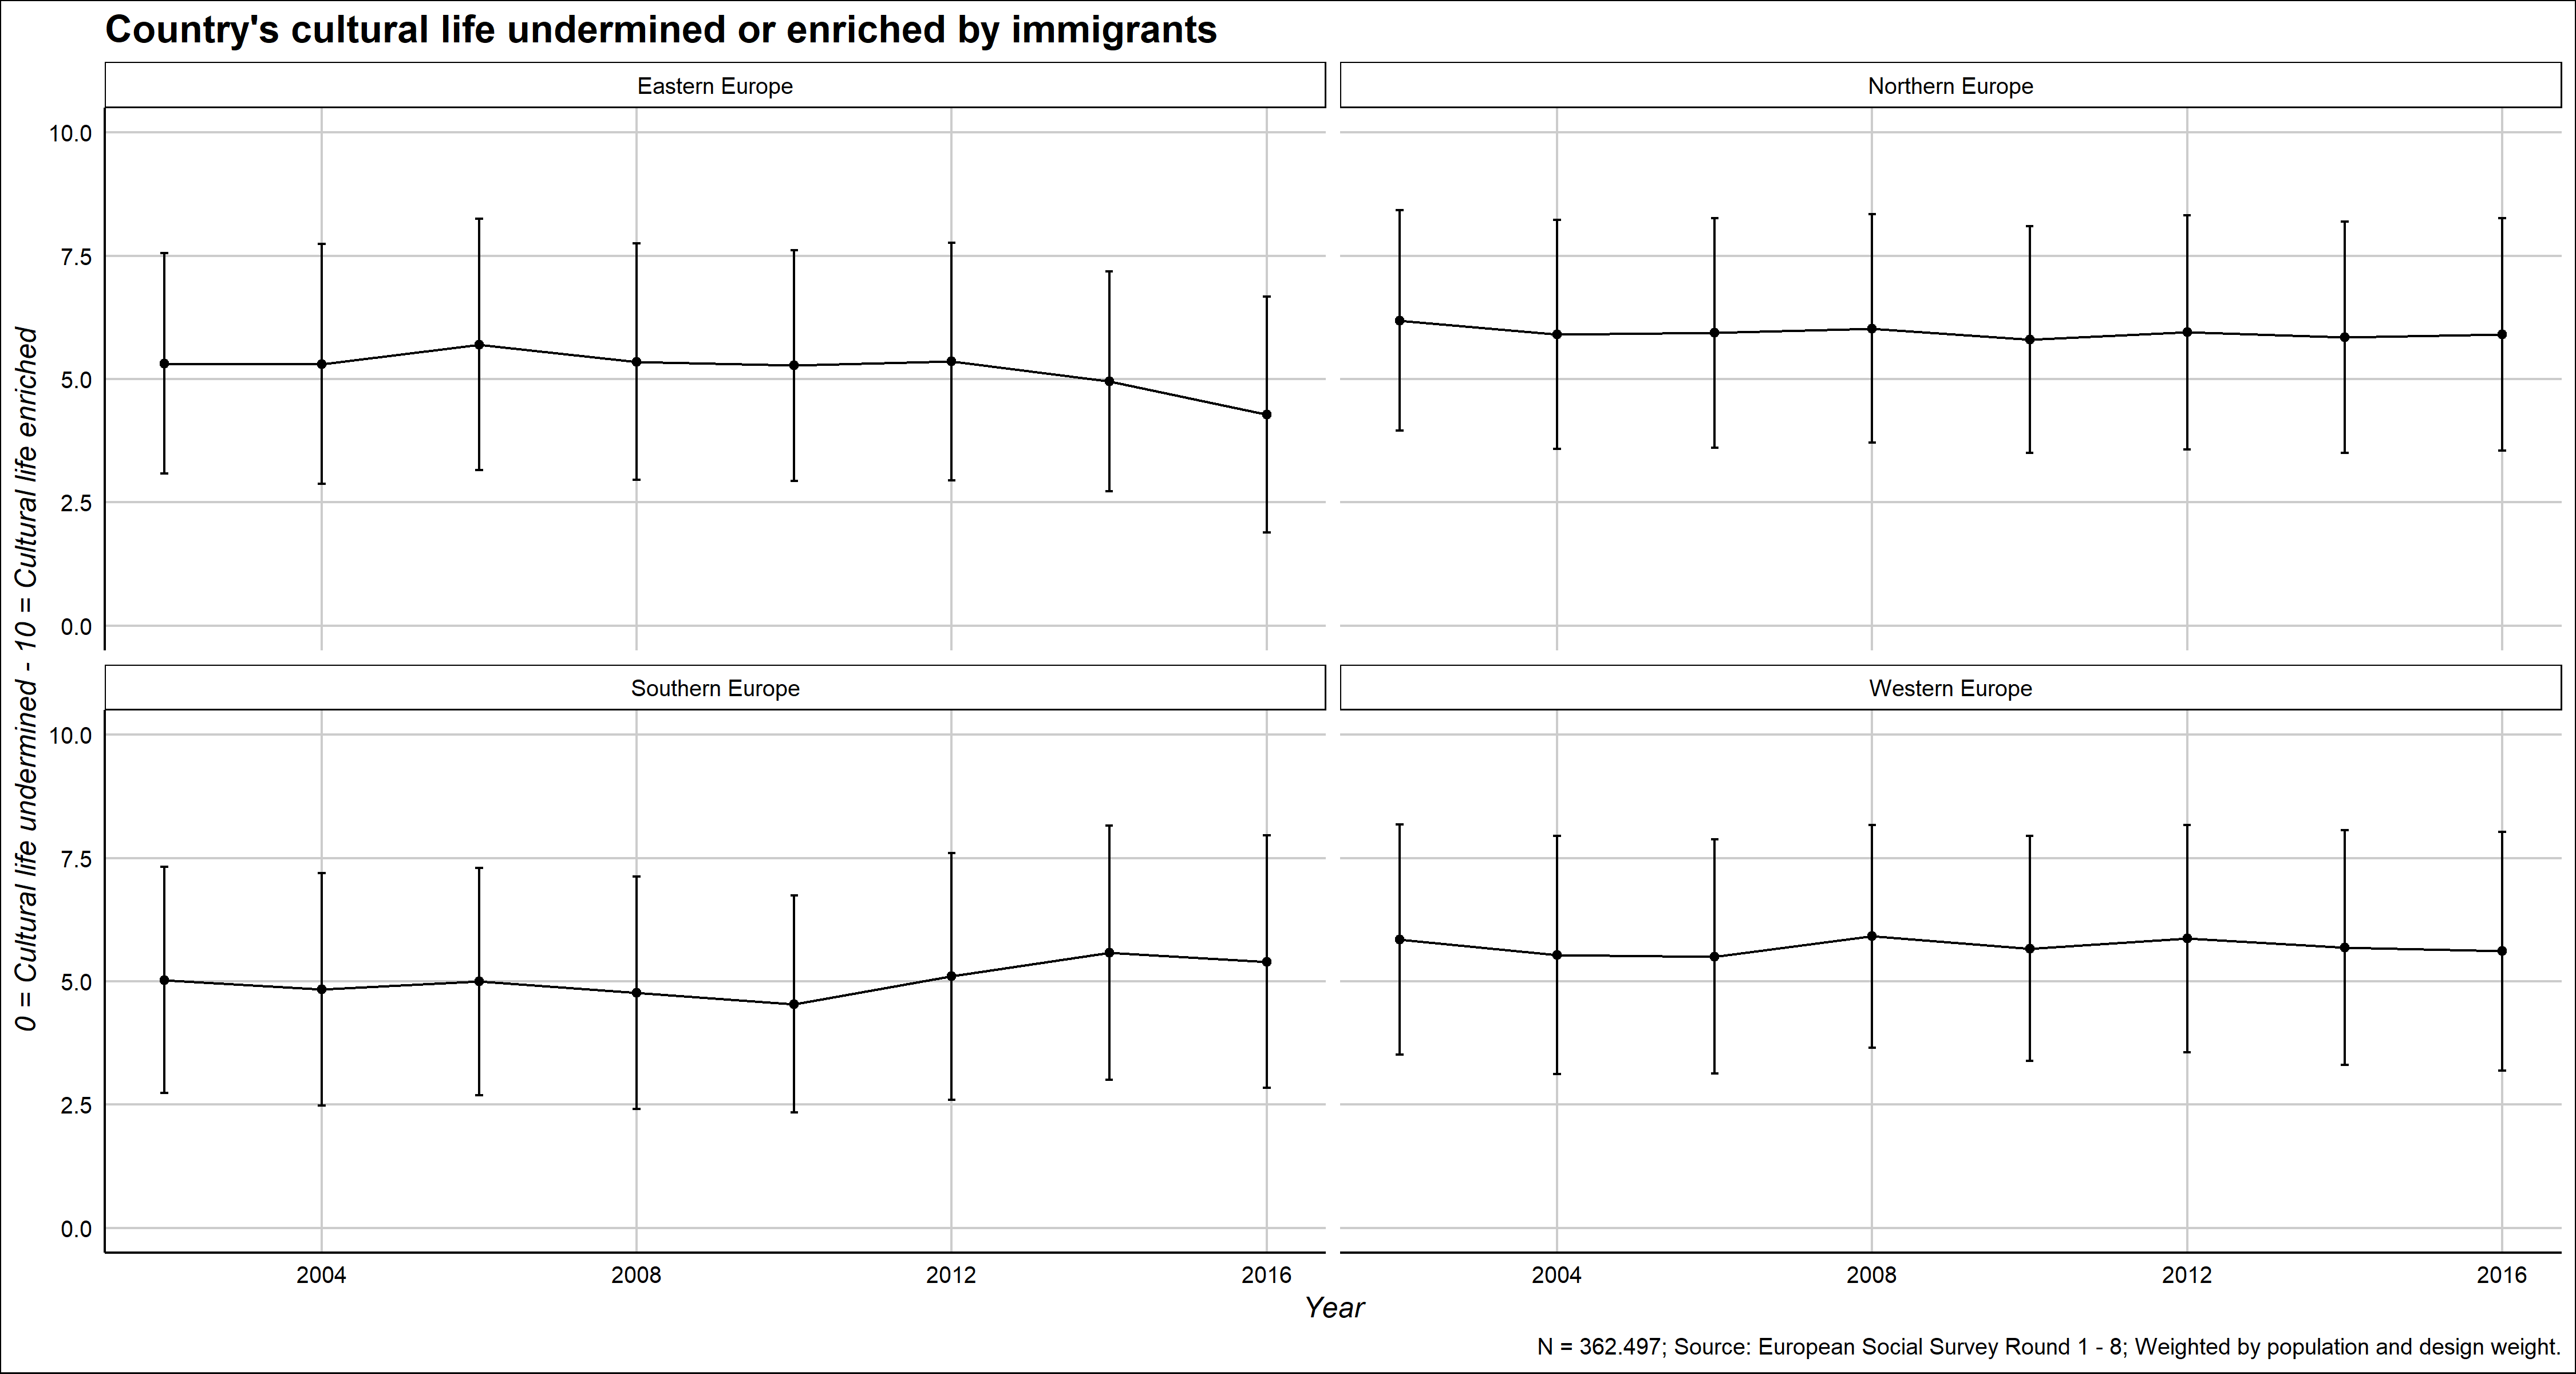 Country's cultural life undermined or enriched by immigrants
Eastern Europe
Northern Europe
10.0
7.5
5.0
2.5
0.0
Southern Europe
Western Europe
10.0
7.5
5.0
2.5
0.0
0 = Cultural life undermined - 10 = Cultural life enriched
2004
2008
2012
2016
2004
2008
2012
2016
Year
N = 362.497; Source: European Social Survey Round 1 - 8; Weighted by population and design weight.